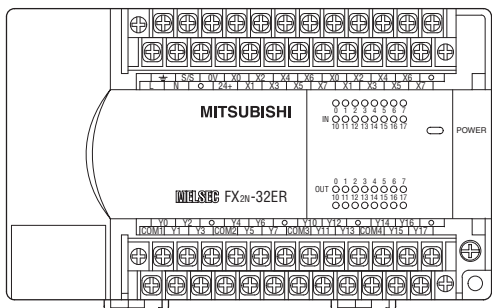 ⏚ S/S 0V X0 X2 X4 X6 X0 X2 X4 X6
L N 24+ X1 X3 X5 X7 X1 X3 X5 X7
MITSUBISHI
0 1 2 3 4 5 6 7
IN
10 11 12 13 14 15 16 17
POWER
MELSEC FX2N-32ER
0 1 2 3 4 5 6 7
OUT
10 11 12 13 14 15 16 17
Y0 Y2 Y4 Y6 Y10 Y12 Y14 Y16
COM1 Y1 Y3 COM2 Y5 Y7 COM3 Y11 Y13 COM4 Y15 Y17